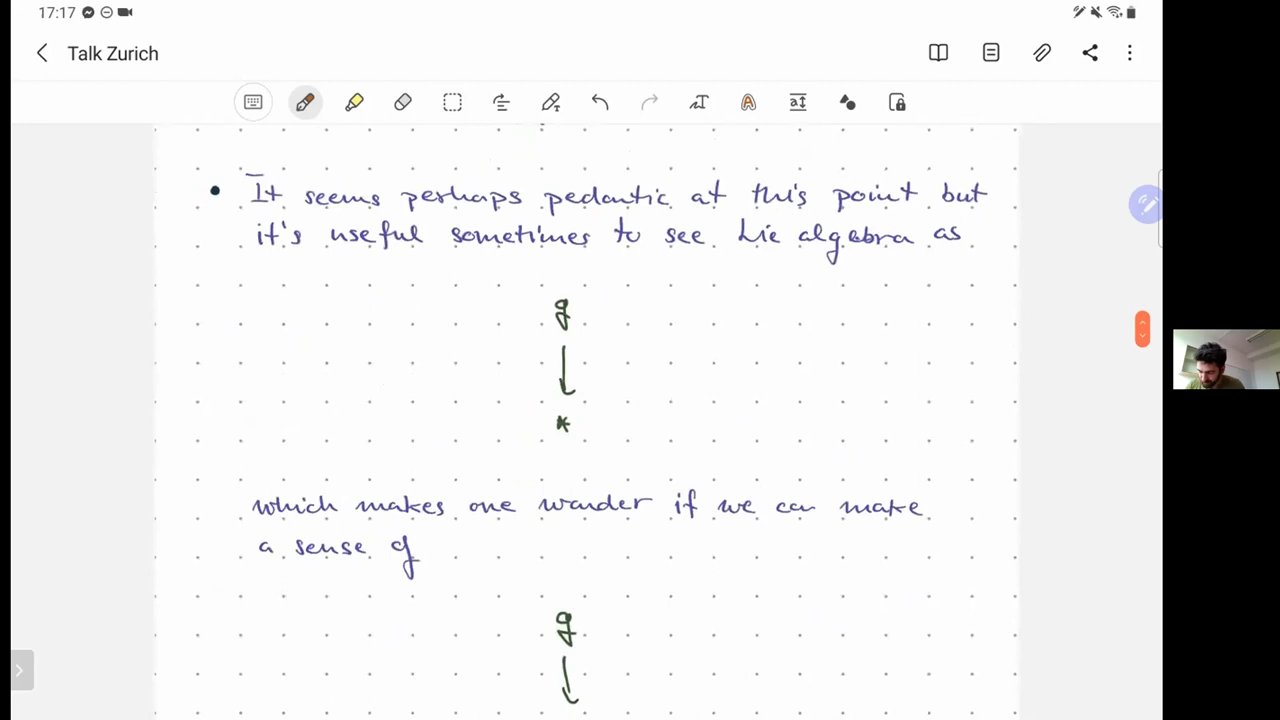 17:17
Talk Zurich
It seems perhaps pedantic at this point but
it's useful sometimes to see Lie algebra as
g
↓
*
which makes one wander if we can make
a sense of
g
↓